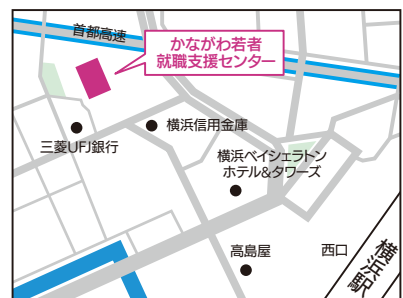 首都高速
かながわ若者
就職支援センター
横浜信用金庫
三菱UFJ銀行
横浜ベイシェラトン
ホテル&タワーズ
高島屋
西口
横浜駅